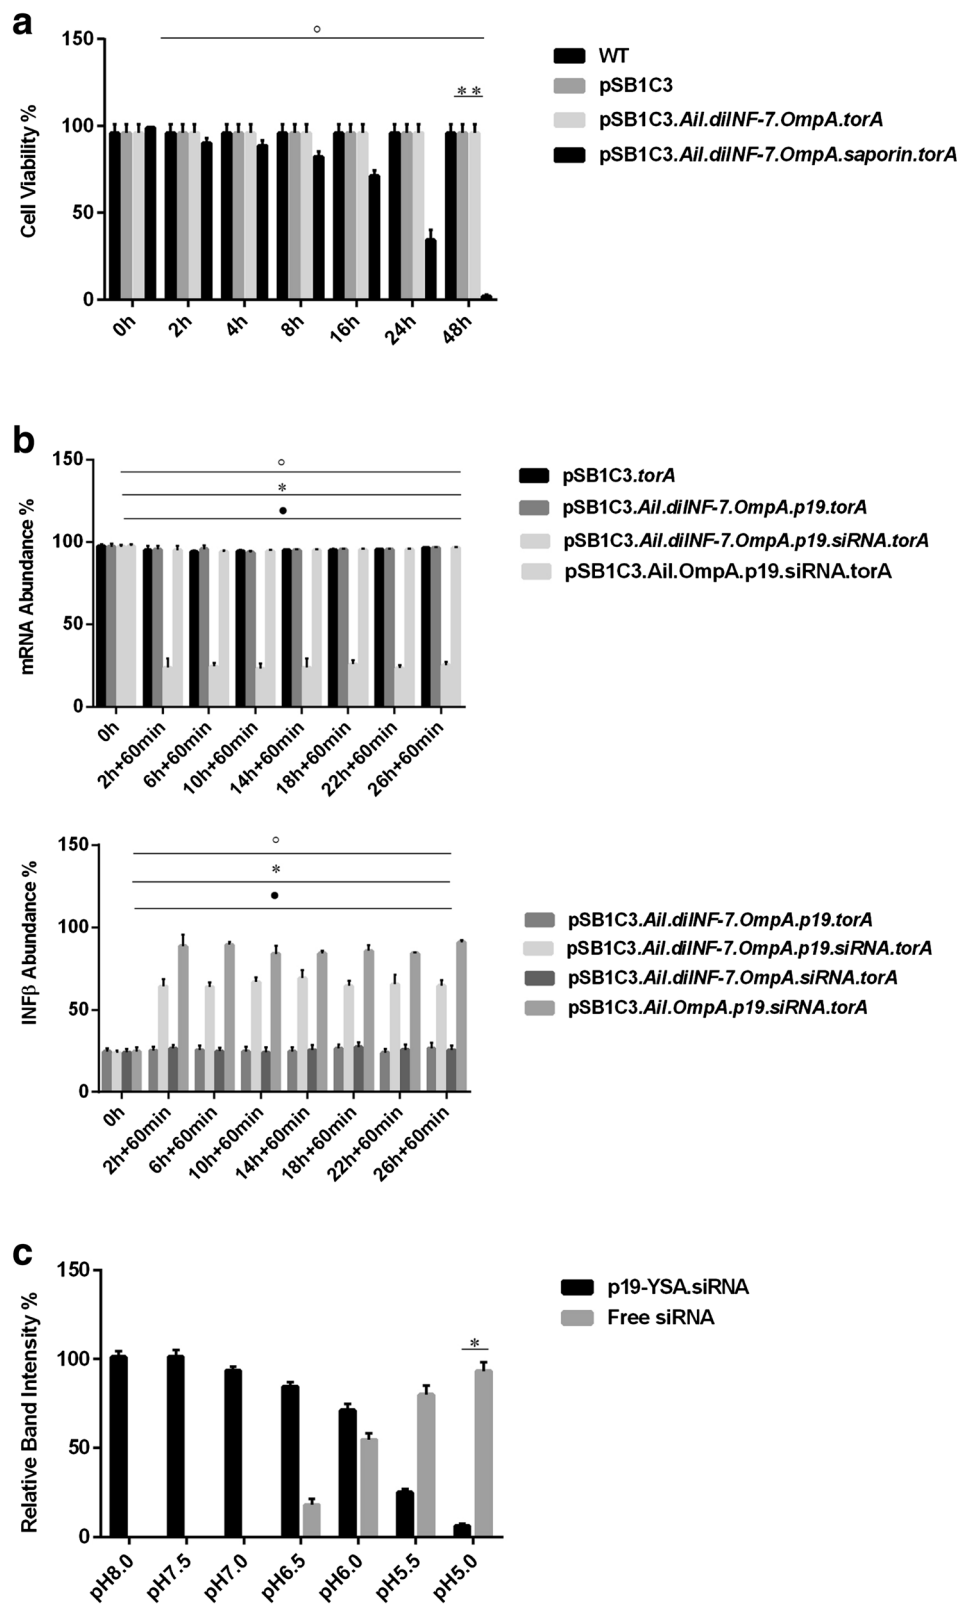 a
150
100
50
0
Cell Viability %
○
**
0h
2h
4h
8h
16h
24h
48h
WT
pSB1C3
pSB1C3.Ail.diINF-7.OmpA.torA
pSB1C3.Ail.diINF-7.OmpA.saporin.torA
b
150
100
50
0
mRNA Abundance %
○
*
●
0h
2h+60min
6h+60min
10h+60min
14h+60min
18h+60min
22h+60min
26h+60min
pSB1C3.torA
pSB1C3.Ail.diINF-7.OmpA.p19.torA
pSB1C3.Ail.diINF-7.OmpA.p19.siRNA.torA
pSB1C3.Ail.OmpA.p19.siRNA.torA
150
100
50
0
INFβ Abundance %
○
*
●
0h
2h+60min
6h+60min
10h+60min
14h+60min
18h+60min
22h+60min
26h+60min
pSB1C3.Ail.diINF-7.OmpA.p19.torA
pSB1C3.Ail.diINF-7.OmpA.p19.siRNA.torA
pSB1C3.Ail.diINF-7.OmpA.siRNA.torA
pSB1C3.Ail.OmpA.p19.siRNA.torA
c
150
100
50
0
Relative Band Intensity %
*
pH8.0
pH7.5
pH7.0
pH6.5
pH6.0
pH5.5
pH5.0
p19-YSA.siRNA
Free siRNA